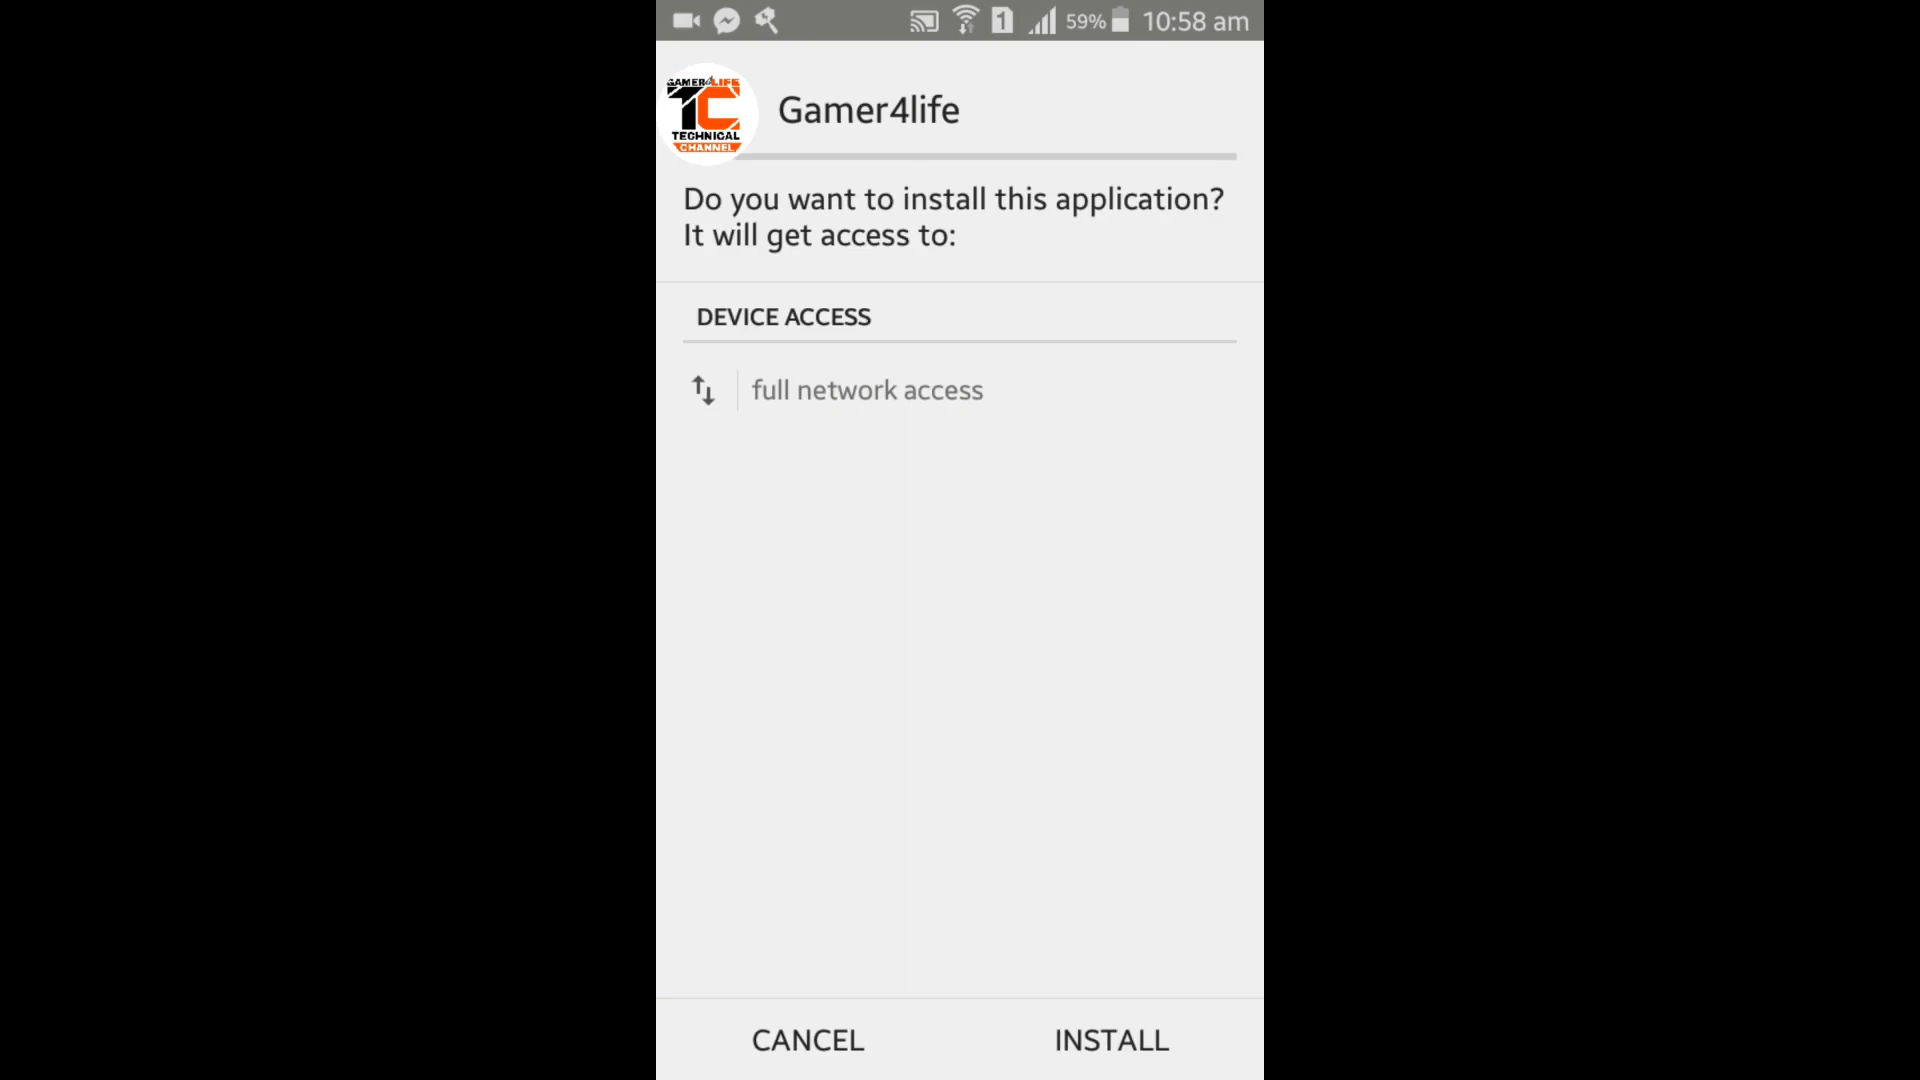 1 59% 10:58 am
GAMER4LIFE
TC
TECHNICAL
CHANNEL
Gamer4life
Do you want to install this application?
It will get access to:
DEVICE ACCESS
full network access
CANCEL INSTALL